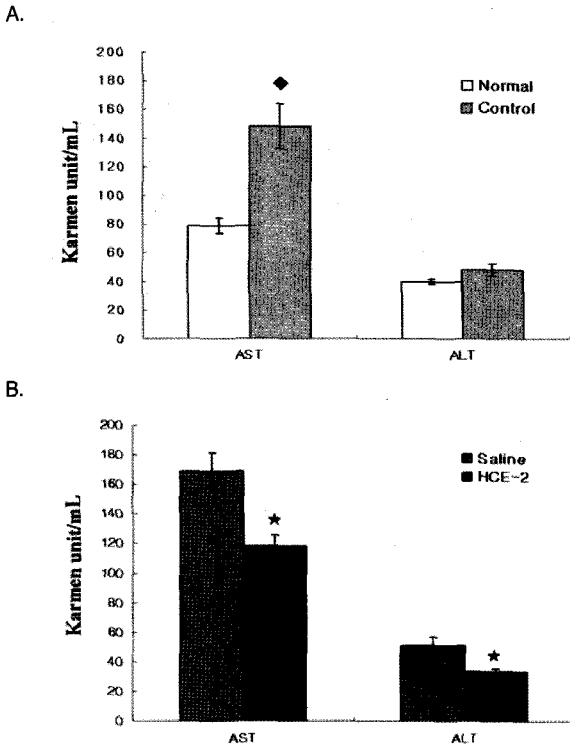 A.
200
180
160
140
120
100
80
60
40
20
0
Karmen unit/mL
Normal
Control
AST
ALT
B.
200
180
160
140
120
100
80
60
40
20
0
Karmen unit/mL
Saline
HCE-2
AST
ALT